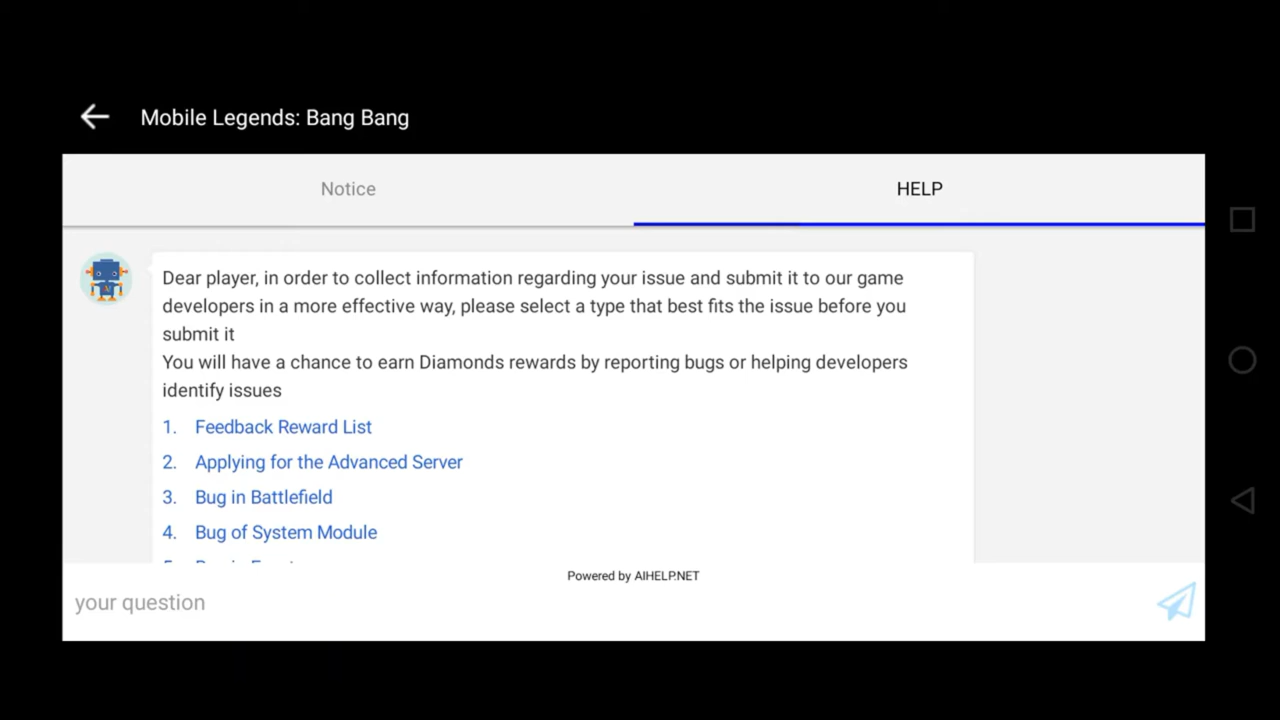 Mobile Legends: Bang Bang
Notice
HELP
Dear player, in order to collect information regarding your issue and submit it to our game
developers in a more effective way, please select a type that best fits the issue before you
submit it
You will have a chance to earn Diamonds rewards by reporting bugs or helping developers
identify issues
1. Feedback Reward List
2. Applying for the Advanced Server
3. Bug in Battlefield
4. Bug of System Module
Powered by AIHELP.NET
your question